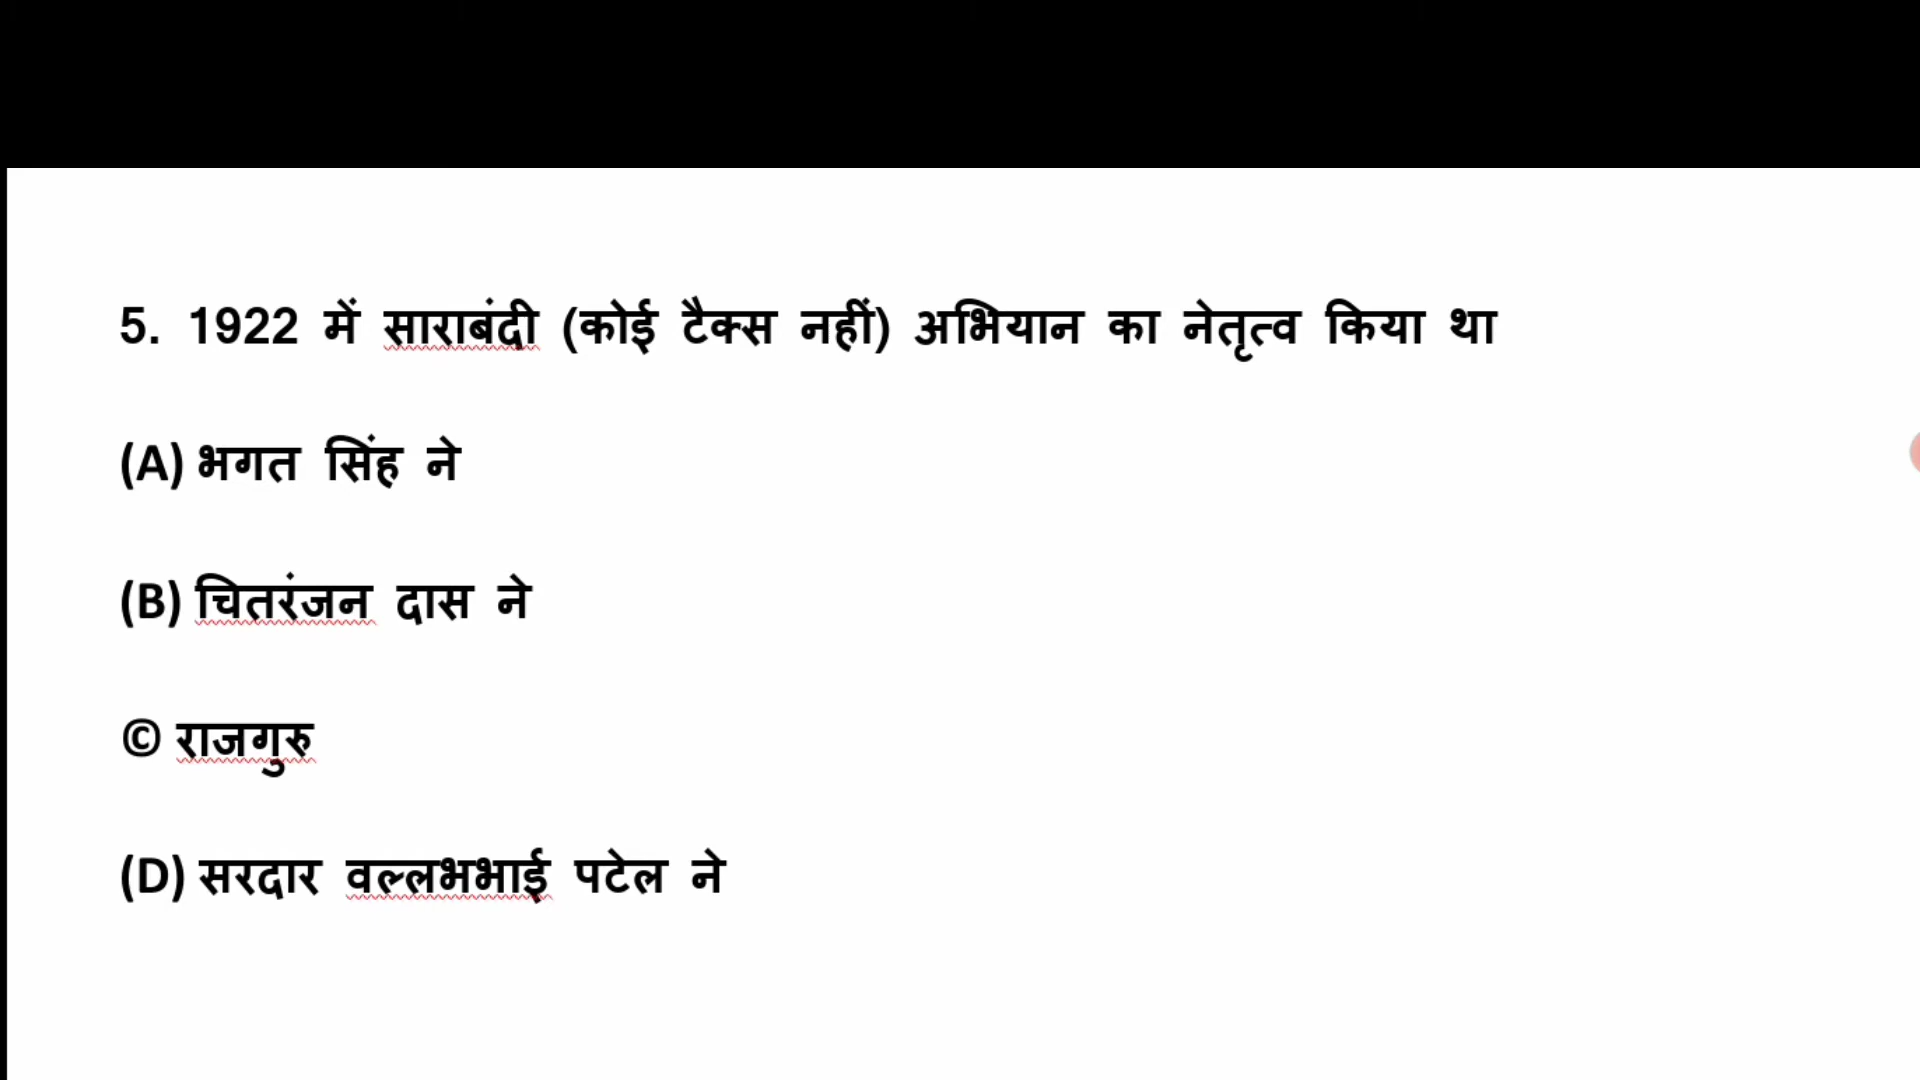 5. 1922 में साराबंदी (कोई टैक्स नहीं) अभियान का नेतृत्व किया था
(A) भगत सिंह ने
(B) चितरंजन दास ने
© राजगुरु
(D) सरदार वल्लभभाई पटेल ने